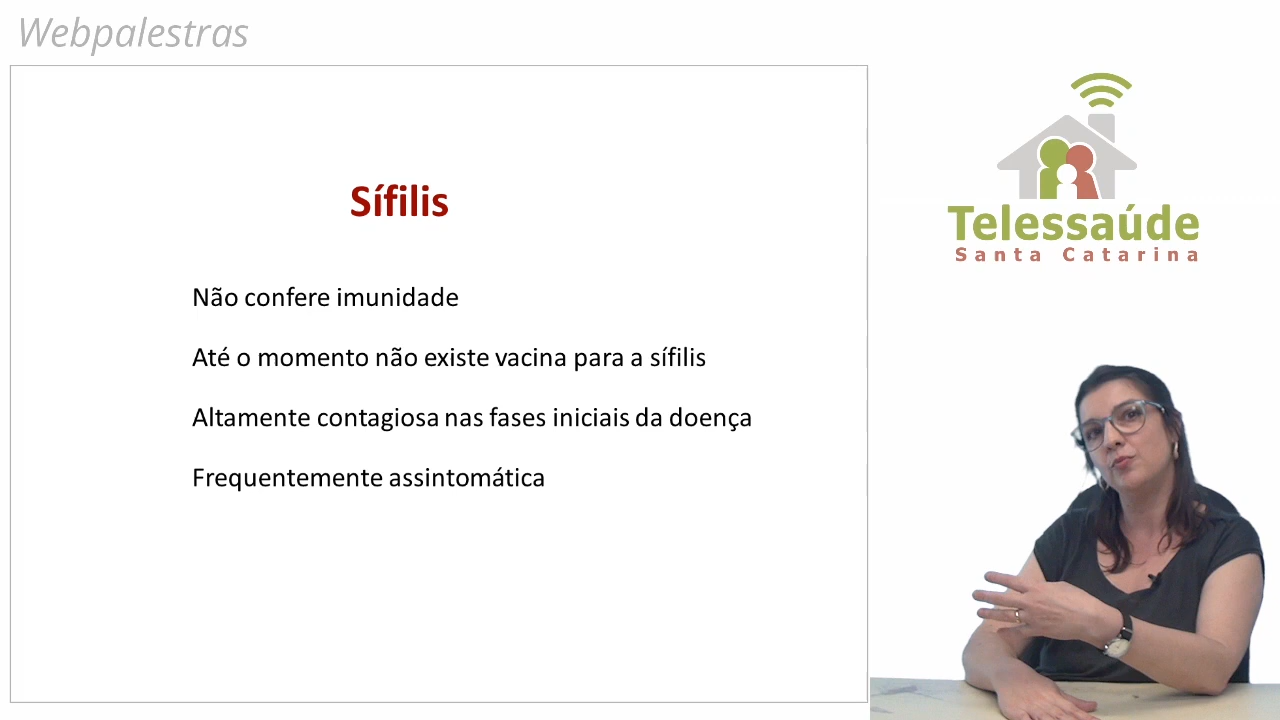 Webpalestras
Sífilis
Não confere imunidade
Até o momento não existe vacina para a sífilis
Altamente contagiosa nas fases iniciais da doença
Frequentemente assintomática
Telessaúde
Santa Catarina